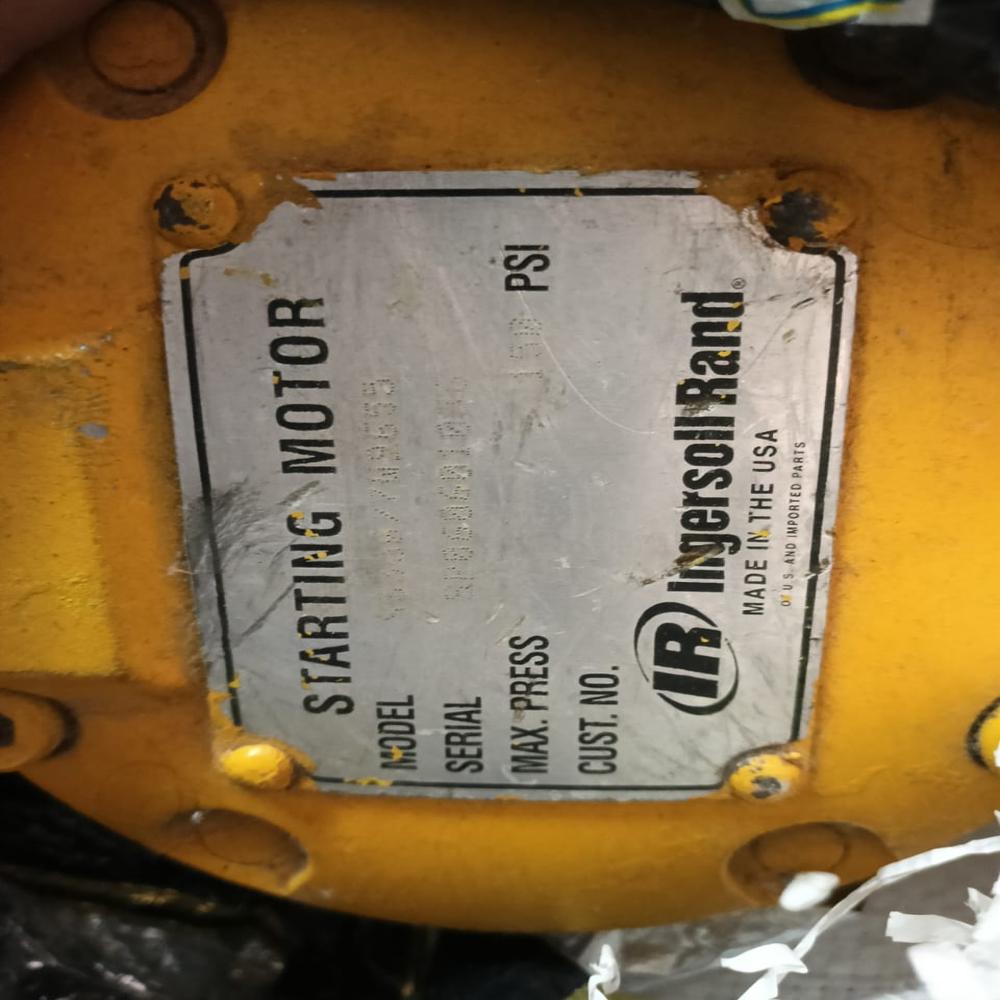 STARTING MOTOR
MODEL
SERIAL
MAX. PRESS 150 PSI
CUST. NO.
IR Ingersoll Rand®
MADE IN THE USA
OF U.S. AND IMPORTED PARTS